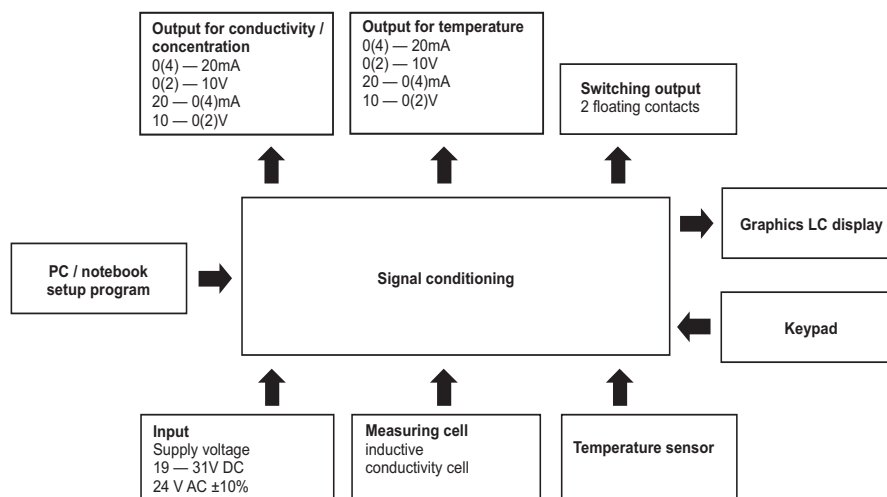 Output for conductivity /
concentration
0(4) — 20mA
0(2) — 10V
20 — 0(4)mA
10 — 0(2)V
Output for temperature
0(4) — 20mA
0(2) — 10V
20 — 0(4)mA
10 — 0(2)V
Switching output
2 floating contacts
PC / notebook
setup program
Signal conditioning
Graphics LC display
Keypad
Input
Supply voltage
19 — 31V DC
24 V AC ±10%
Measuring cell
inductive
conductivity cell
Temperature sensor